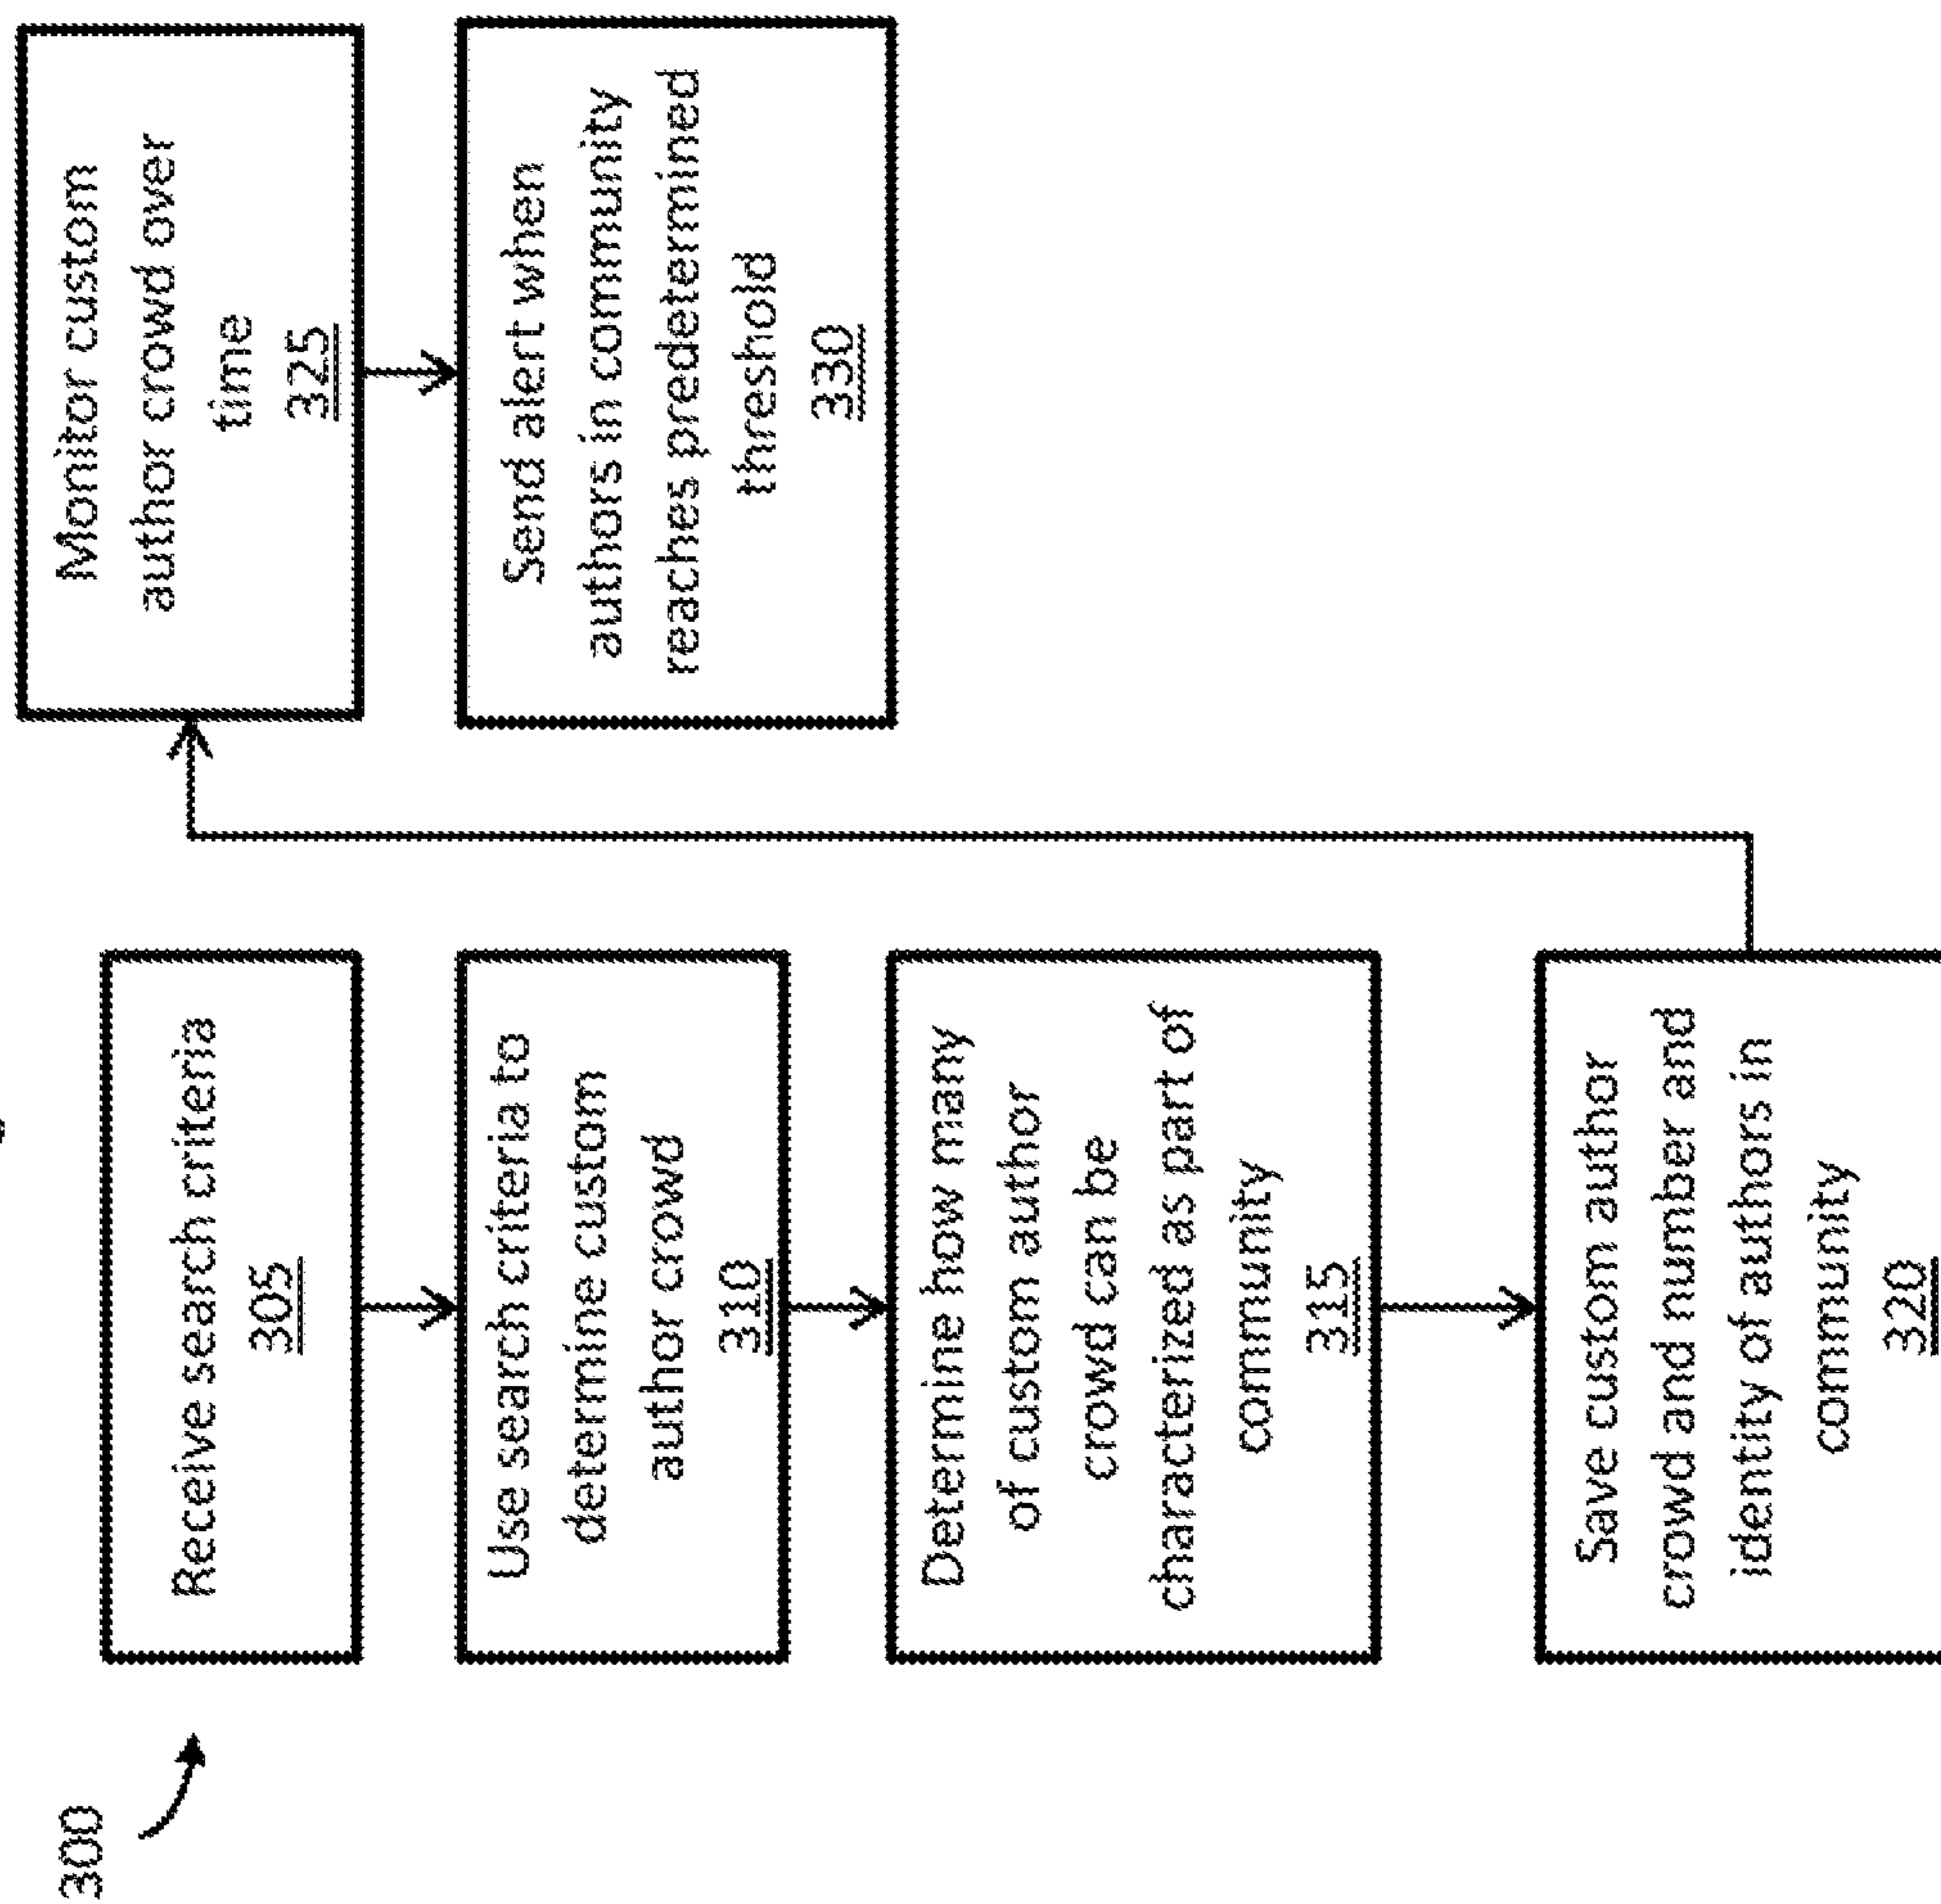 300
Receive search criteria
305
Use search criteria to
determine custom
author crowd
310
Determine how many
of custom author
crowd can be
characterized as part of
community
315
Save custom author
crowd and number and
identity of authors in
community
320
Monitor custom
author crowd over
time
325
Send alert when
authors in community
reaches predetermined
threshold
330